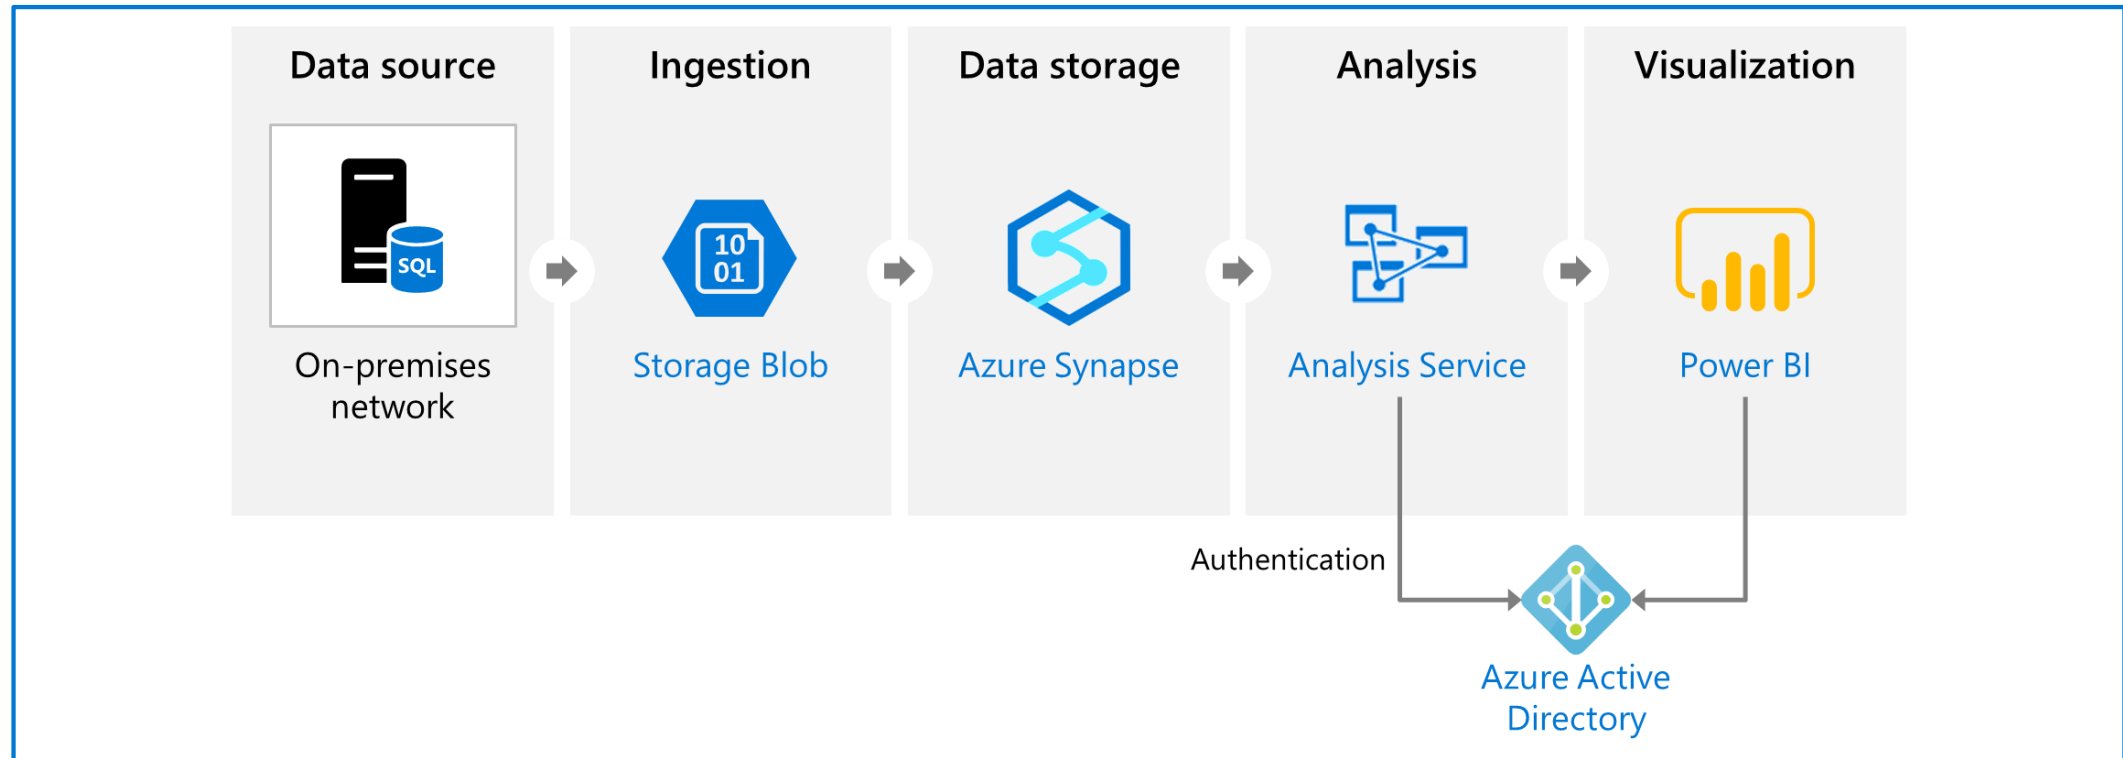 Data source
Ingestion
Data storage
Analysis
Visualization
SQL
10
01
On-premises
network
Storage Blob
Azure Synapse
Analysis Service
Power BI
Authentication
Azure Active
Directory